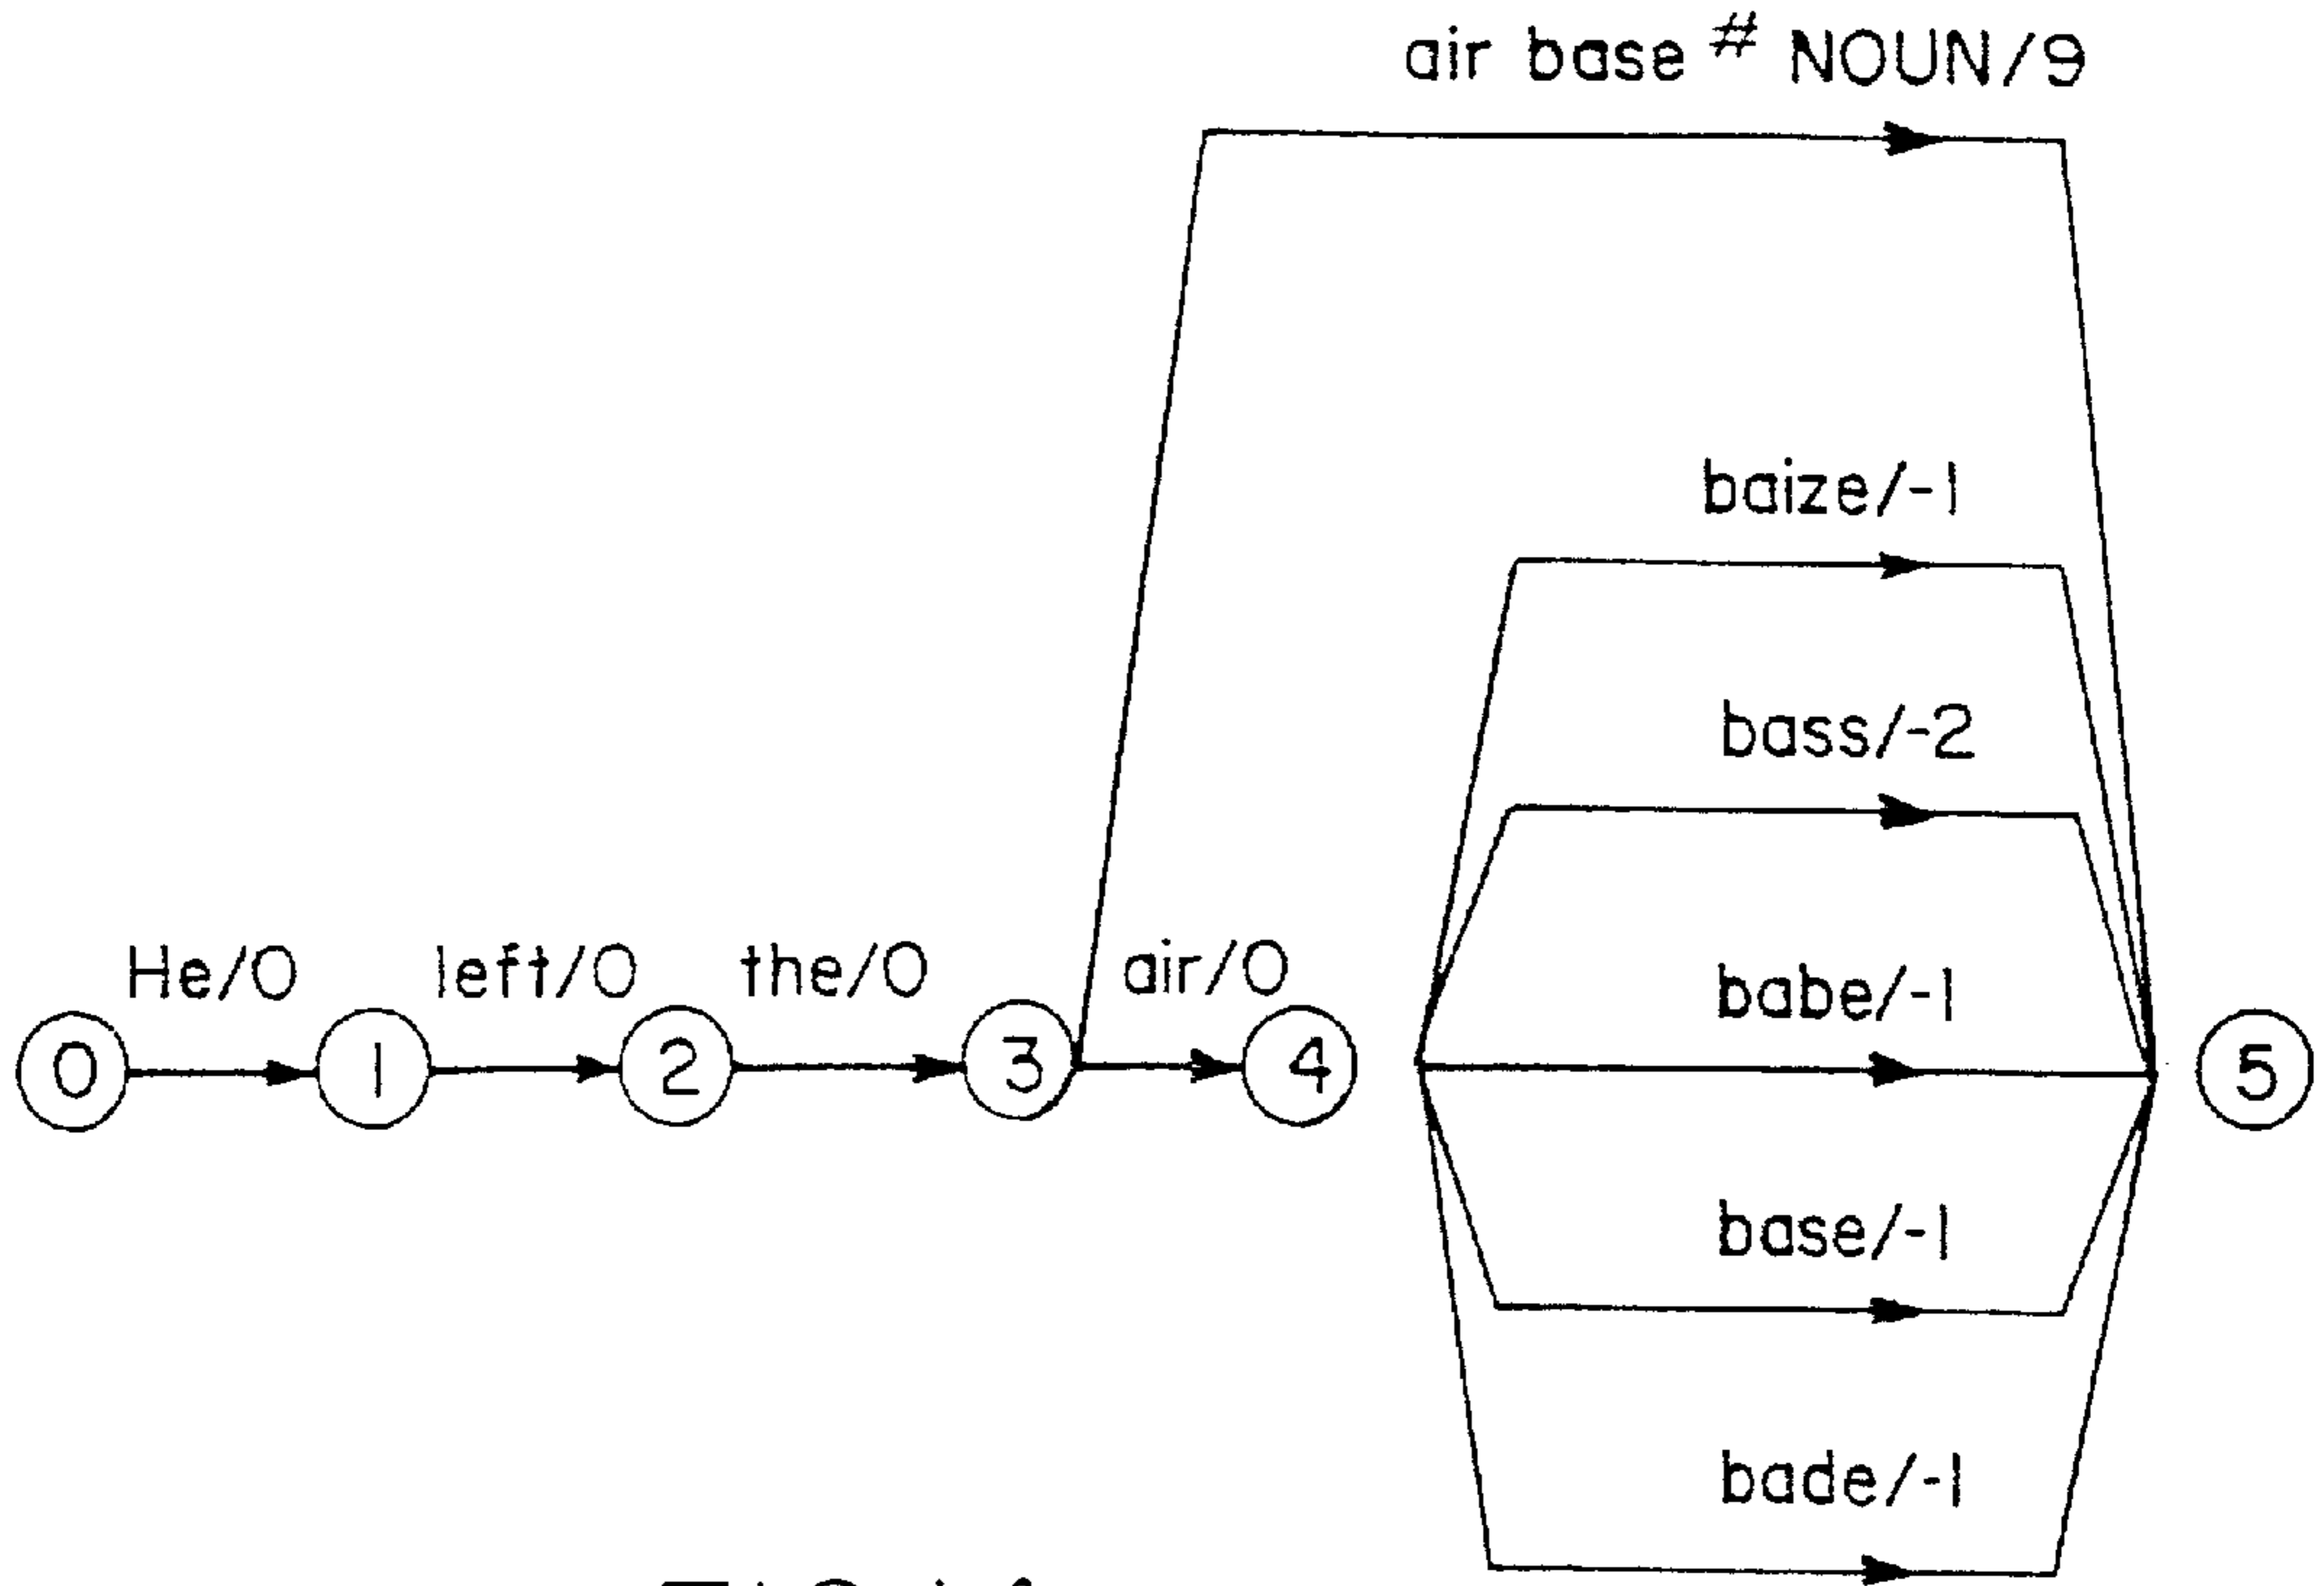 air base # NOUN/9
baize/-1
bass/-2
He/0 left/0 the/0 air/0 babe/-1
0 1 2 3 4 5
base/-1
bade/-1